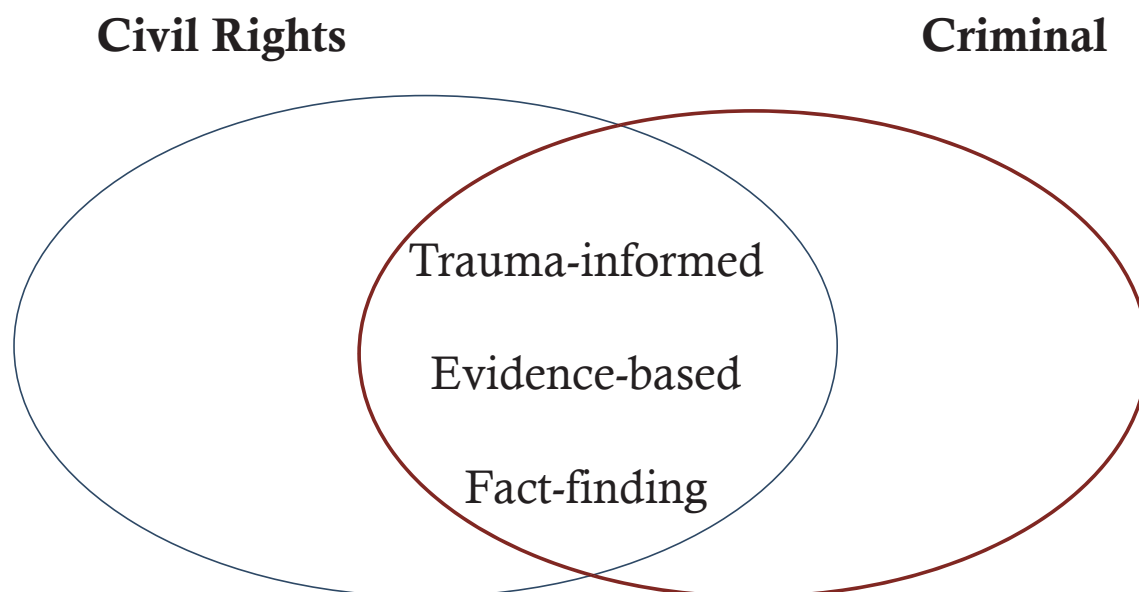 Civil Rights
Criminal
Trauma-informed
Evidence-based
Fact-finding